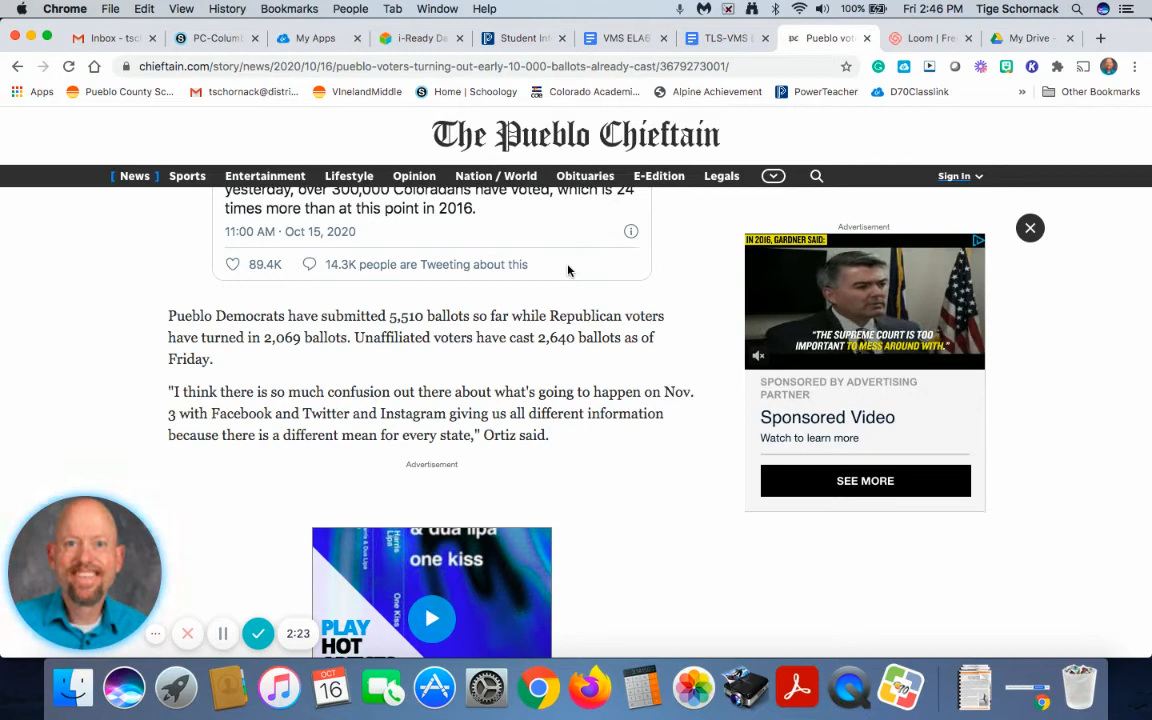 Chrome File Edit View History Bookmarks People Tab Window Help 100% Fri 2:46 PM Tige Schornack
Inbox - tsc PC-Colum My Apps i-Ready Da Student Inf VMS ELA6 TLS-VMS Pueblo vot Loom | Fre My Drive -
chieftain.com/story/news/2020/10/16/pueblo-voters-turning-out-early-10-000-ballots-already-cast/3679273001/
Apps Pueblo County Sc... tschornack@distri... VInelandMiddle Home | Schoology Colorado Academi... Alpine Achievement PowerTeacher D70Classlink » Other Bookmarks
The Pueblo Chieftain
[ News ] Sports Entertainment Lifestyle Opinion Nation / World Obituaries E-Edition Legals Sign In
yesterday, over 300,000 Coloradans have voted, which is 24
times more than at this point in 2016.
11:00 AM · Oct 15, 2020
89.4K 14.3K people are Tweeting about this
Pueblo Democrats have submitted 5,510 ballots so far while Republican voters
have turned in 2,069 ballots. Unaffiliated voters have cast 2,640 ballots as of
Friday.
"I think there is so much confusion out there about what's going to happen on Nov.
3 with Facebook and Twitter and Instagram giving us all different information
because there is a different mean for every state," Ortiz said.
Advertisement
& dua lipa
one kiss
PLAY
HOT
2:23
Advertisement
IN 2016, GARDNER SAID:
"THE SUPREME COURT IS TOO
IMPORTANT TO MESS AROUND WITH."
SPONSORED BY ADVERTISING
PARTNER
Sponsored Video
Watch to learn more
SEE MORE
OCT
16
70